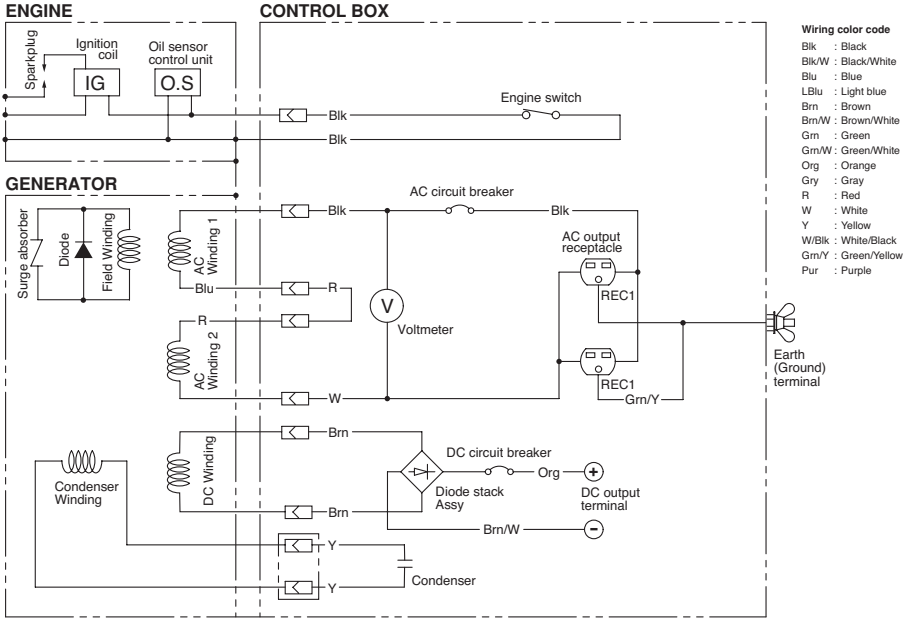 ENGINE
CONTROL BOX
Sparkplug
Ignition
coil
IG
Oil sensor
control unit
O.S
Blk
Engine switch
Blk
GENERATOR
Surge absorber
Diode
Field Winding
AC
Winding 1
Blk
AC circuit breaker
Blk
AC output
receptacle
REC1
Blu
R
V
Voltmeter
R
AC
Winding 2
REC1
W
Grn/Y
Earth
(Ground)
terminal
Condenser
Winding
DC Winding
Brn
DC circuit breaker
Org
+
Diode stack
Assy
DC output
terminal
Brn
Brn/W
−
Y
Condenser
Y
Wiring color code
Blk : Black
Blk/W : Black/White
Blu : Blue
LBlu : Light blue
Brn : Brown
Brn/W : Brown/White
Grn : Green
Grn/W : Green/White
Org : Orange
Gry : Gray
R : Red
W : White
Y : Yellow
W/Blk : White/Black
Grn/Y : Green/Yellow
Pur : Purple